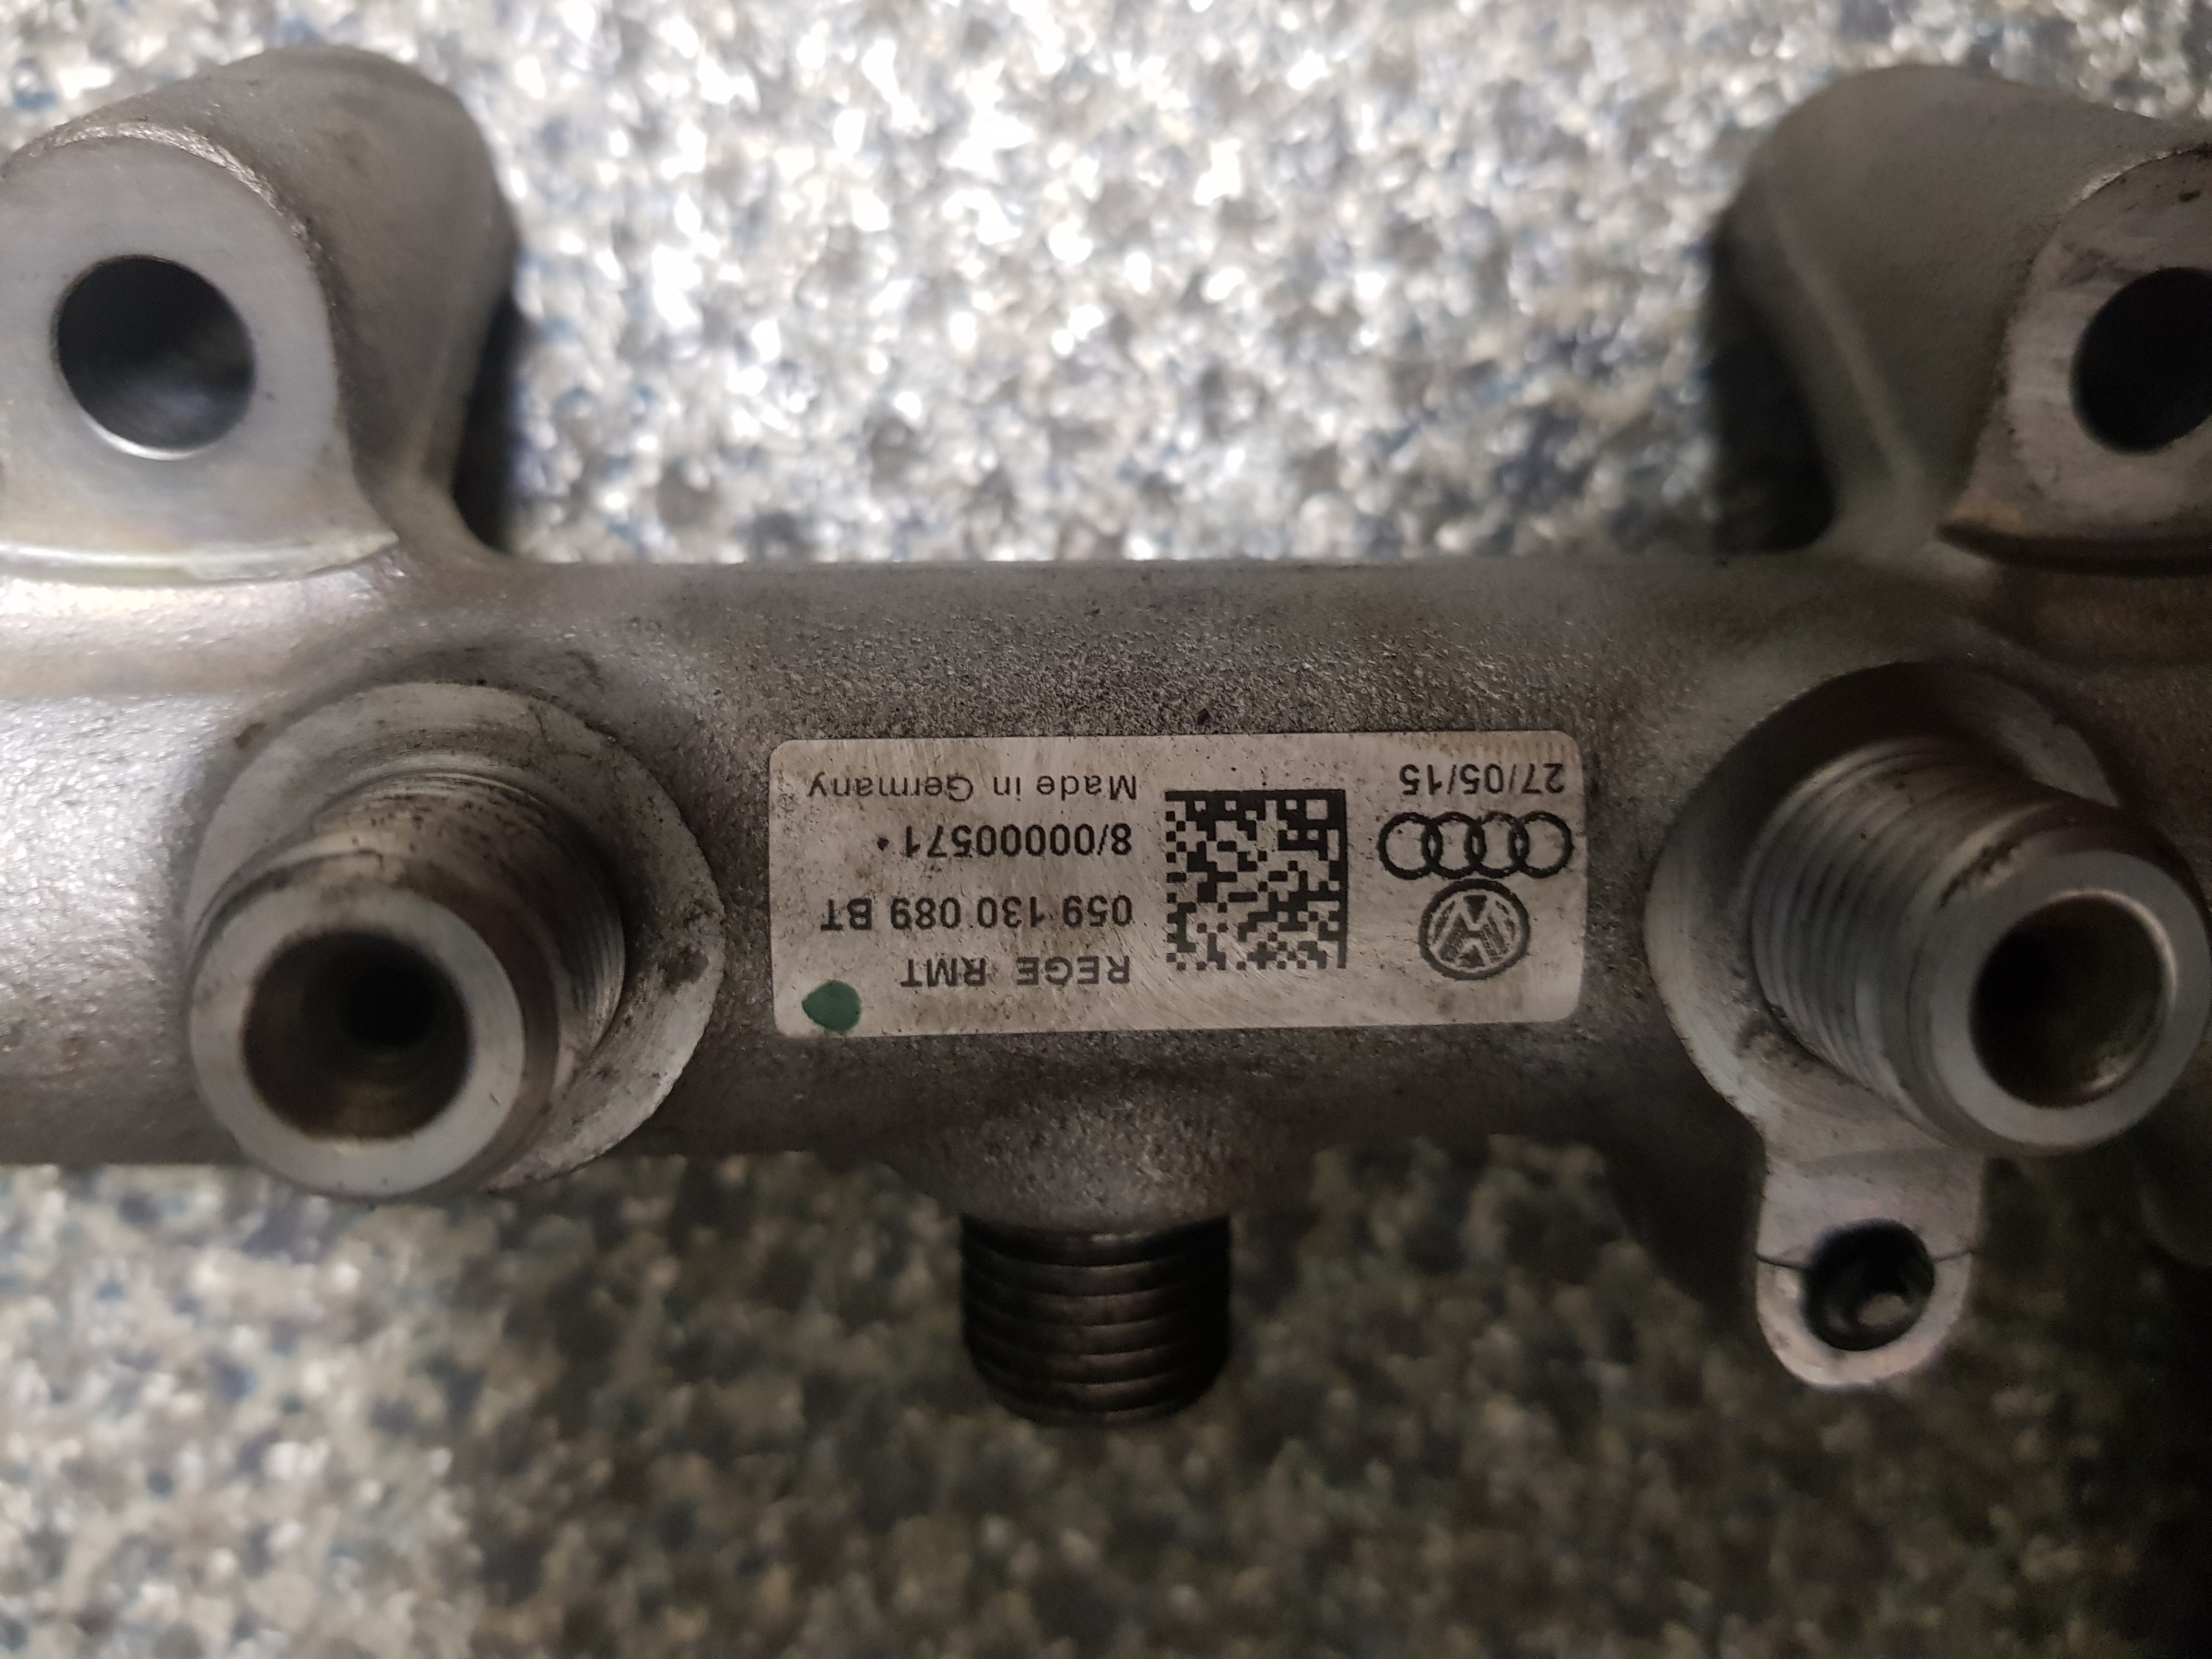 REGE RMT
059 130 089 BT
8/00000571 •
Made in Germany
27/05/15